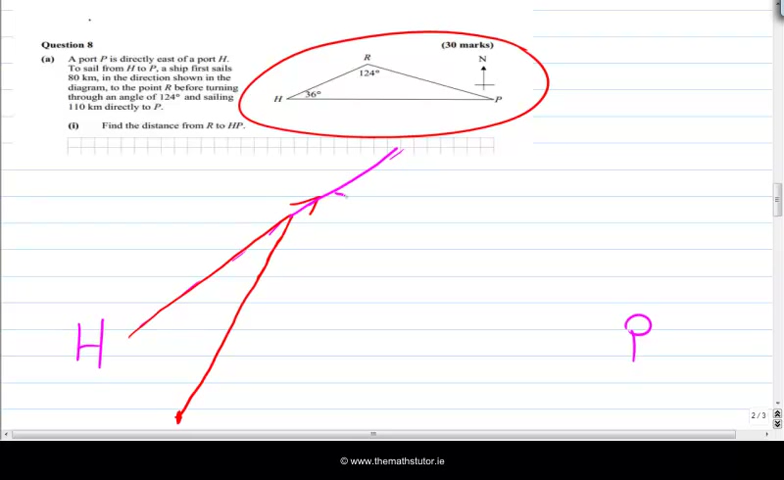 Question 8
(30 marks)
(a) A port P is directly east of a port H.
To sail from H to P, a ship first sails
80 km, in the direction shown in the
diagram, to the point R before turning
through an angle of 124° and sailing
110 km directly to P.
R
124°
N
H
36°
P
(i) Find the distance from R to HP.
H
P
2 / 3
© www.themathstutor.ie